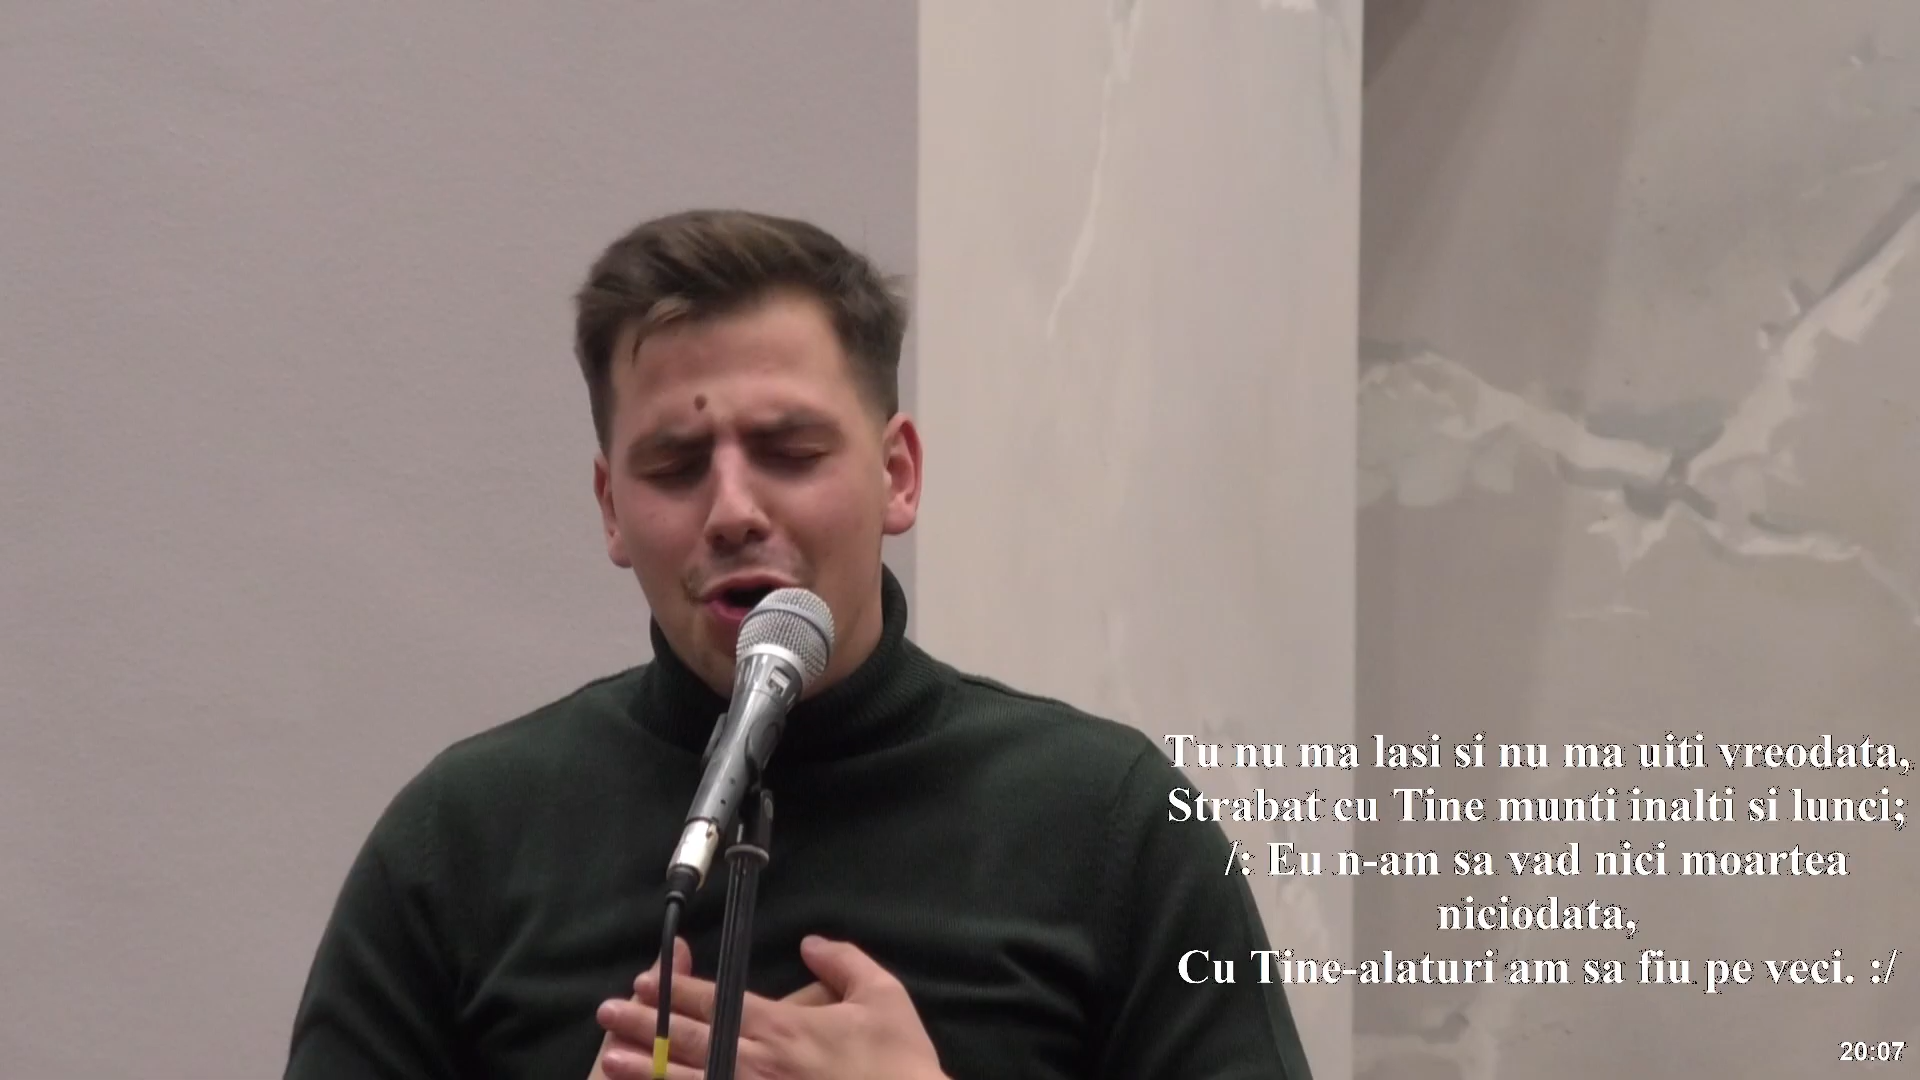 Tu nu ma lasi si nu ma uiti vreodata,
Strabat cu Tine munti inalti si lunci;
/: Eu n-am sa vad nici moartea
niciodata,
Cu Tine-alaturi am sa fiu pe veci. :/
20:07